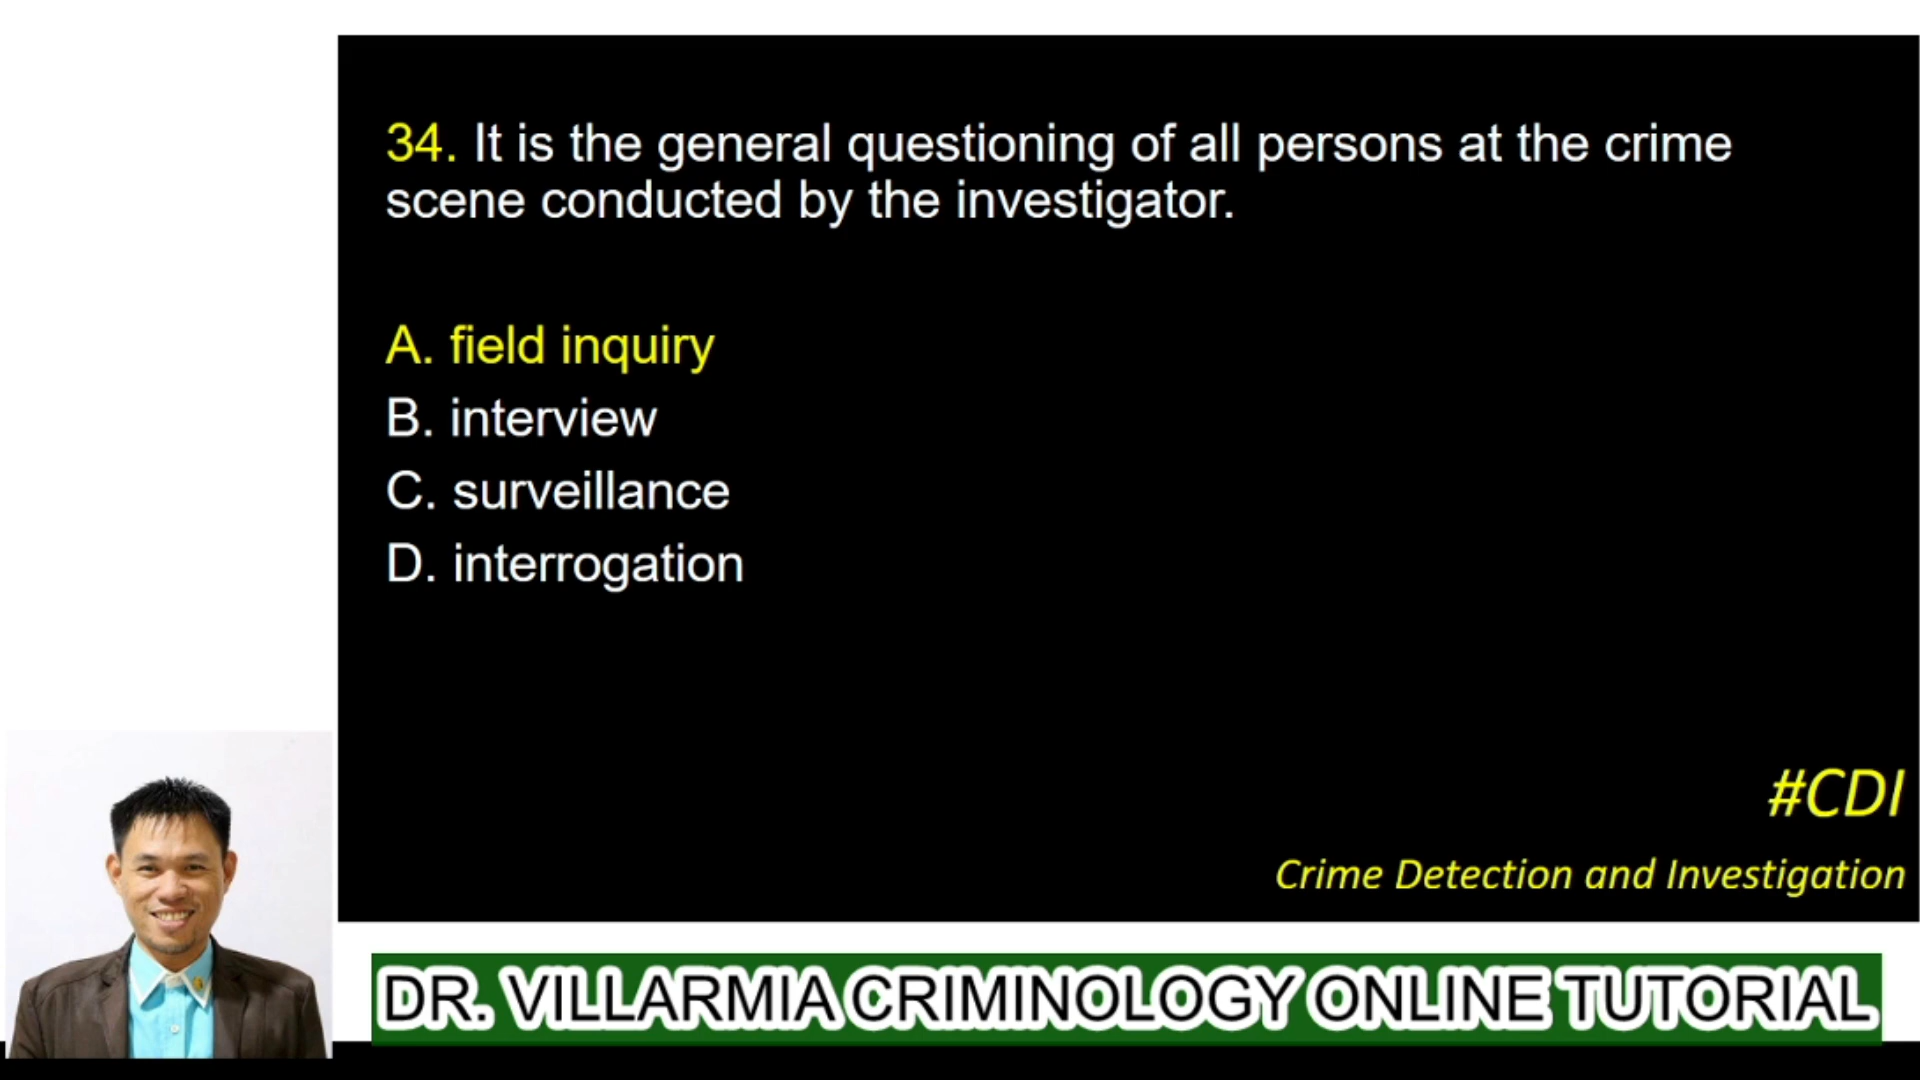 34. It is the general questioning of all persons at the crime
scene conducted by the investigator.
A. field inquiry
B. interview
C. surveillance
D. interrogation
#CDI
Crime Detection and Investigation
DR. VILLARMIA CRIMINOLOGY ONLINE TUTORIAL